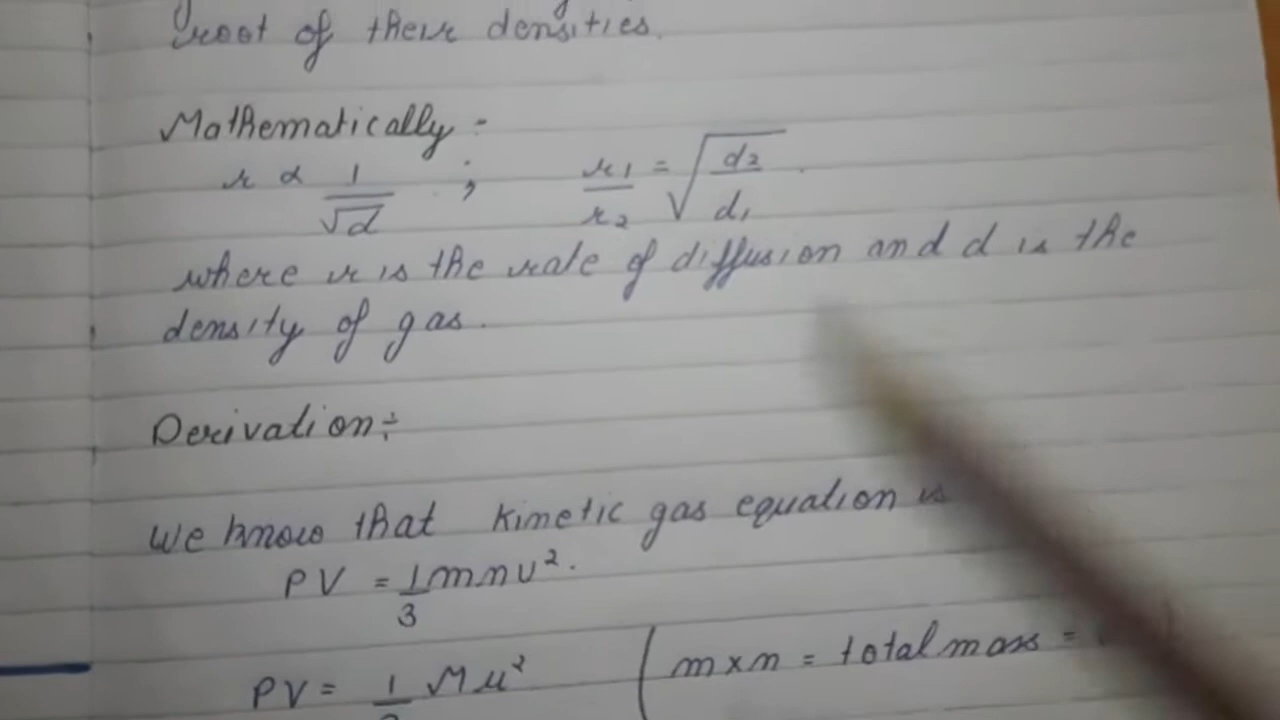 root of their densities.
Mathematically :-
r ∝ 1/√d ; r1/r2 = √(d2/d1)
where r is the rate of diffusion and d is the
density of gas.
Derivation :-
We know that kinetic gas equation is
PV = 1/3 mnu².
PV = 1/3 Mu² ( m×n = total mass =